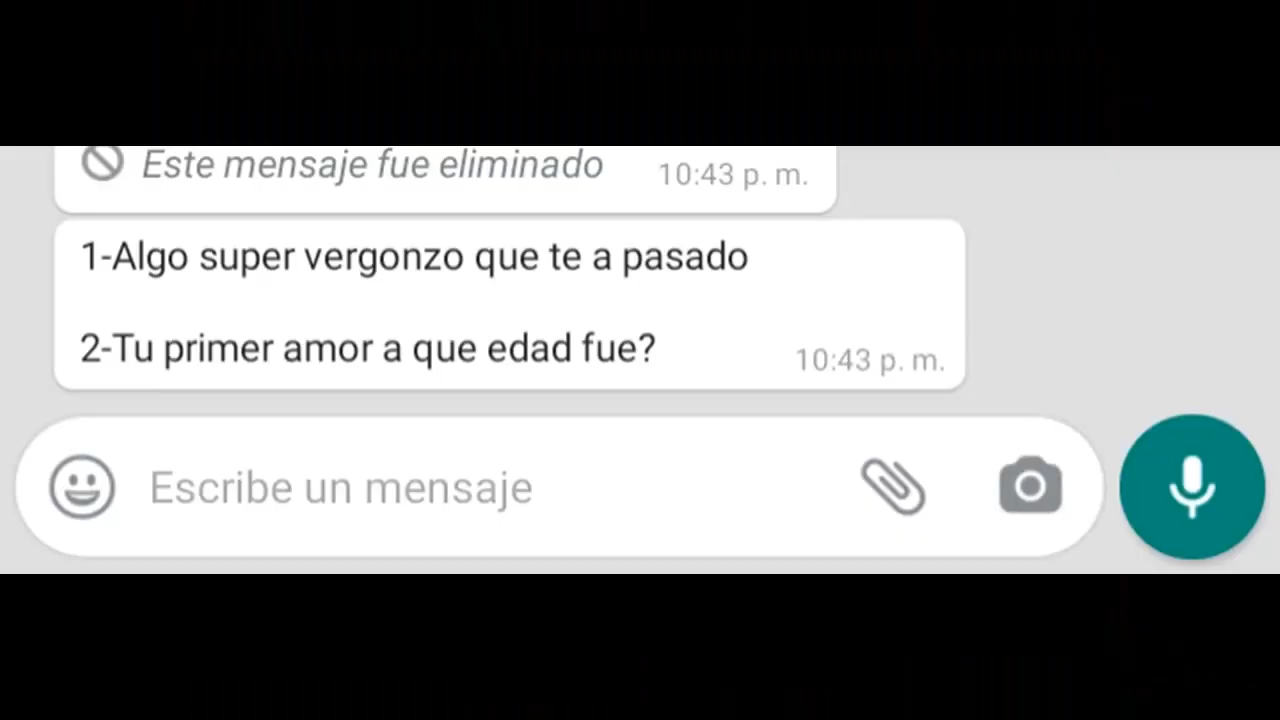 Este mensaje fue eliminado 10:43 p. m.
1-Algo super vergonzo que te a pasado
2-Tu primer amor a que edad fue? 10:43 p. m.
Escribe un mensaje